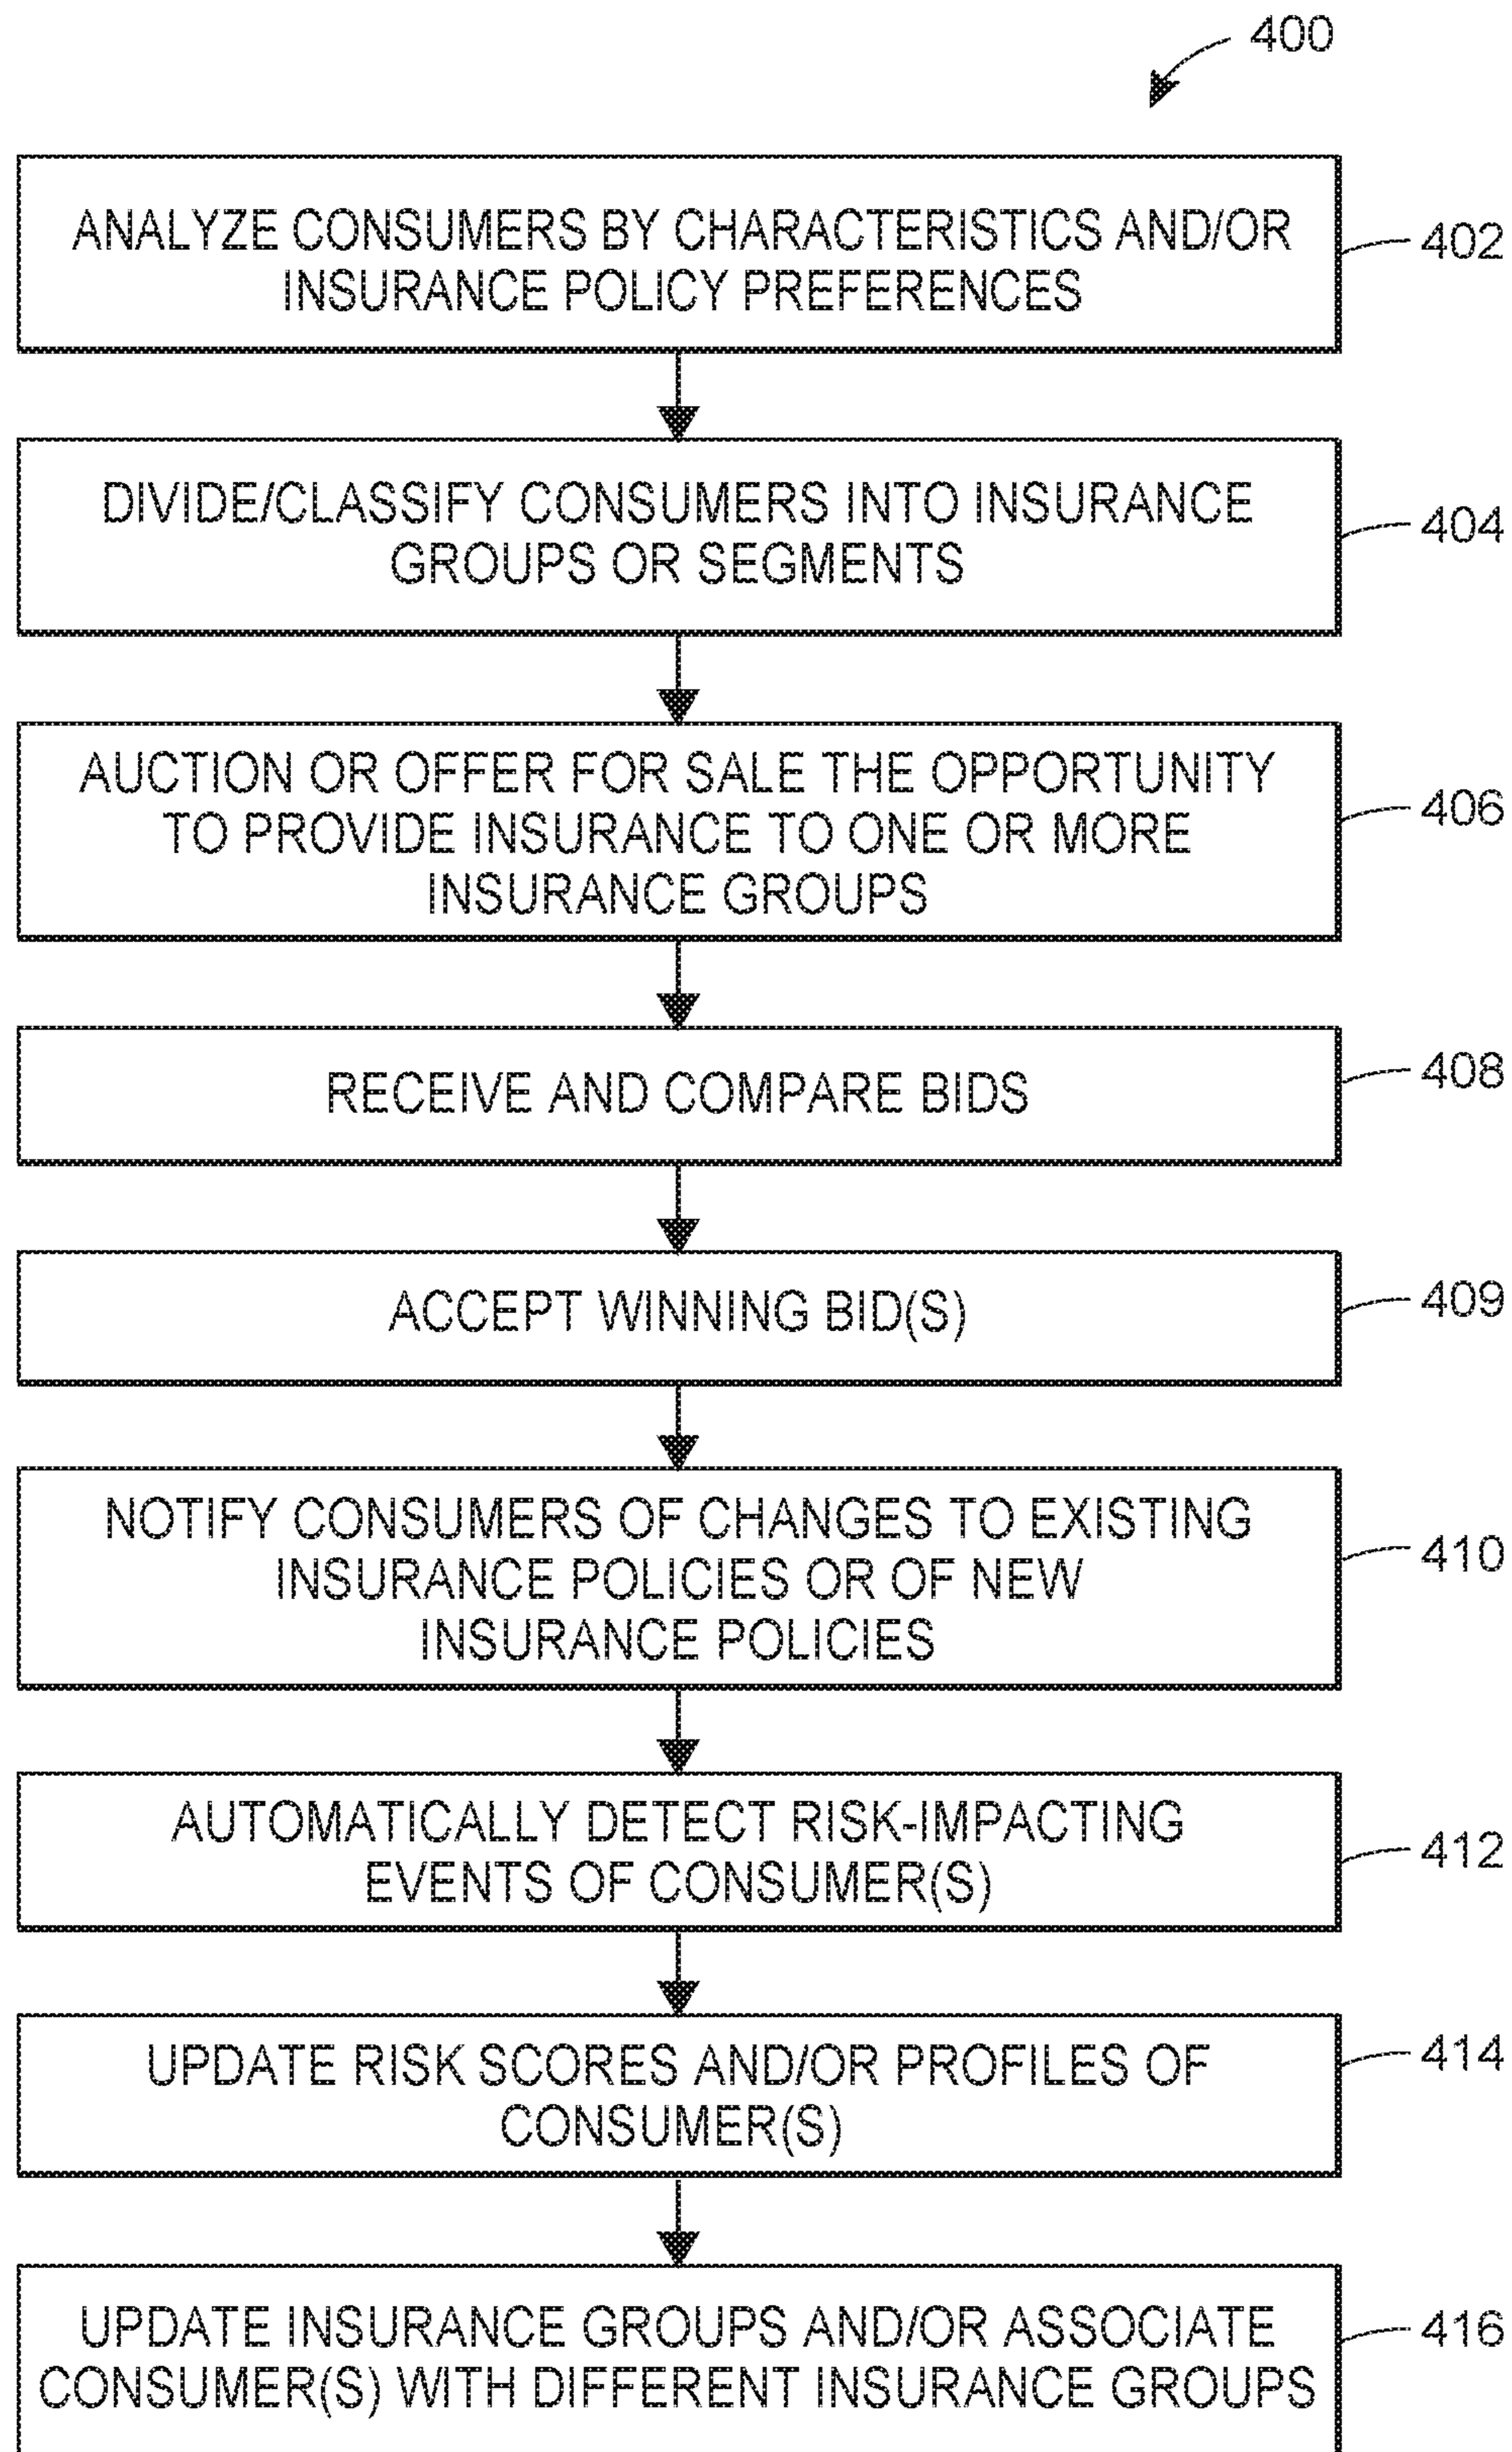 400
ANALYZE CONSUMERS BY CHARACTERISTICS AND/OR
INSURANCE POLICY PREFERENCES
402
DIVIDE/CLASSIFY CONSUMERS INTO INSURANCE
GROUPS OR SEGMENTS
404
AUCTION OR OFFER FOR SALE THE OPPORTUNITY
TO PROVIDE INSURANCE TO ONE OR MORE
INSURANCE GROUPS
406
RECEIVE AND COMPARE BIDS
408
ACCEPT WINNING BID(S)
409
NOTIFY CONSUMERS OF CHANGES TO EXISTING
INSURANCE POLICIES OR OF NEW
INSURANCE POLICIES
410
AUTOMATICALLY DETECT RISK-IMPACTING
EVENTS OF CONSUMER(S)
412
UPDATE RISK SCORES AND/OR PROFILES OF
CONSUMER(S)
414
UPDATE INSURANCE GROUPS AND/OR ASSOCIATE
CONSUMER(S) WITH DIFFERENT INSURANCE GROUPS
416